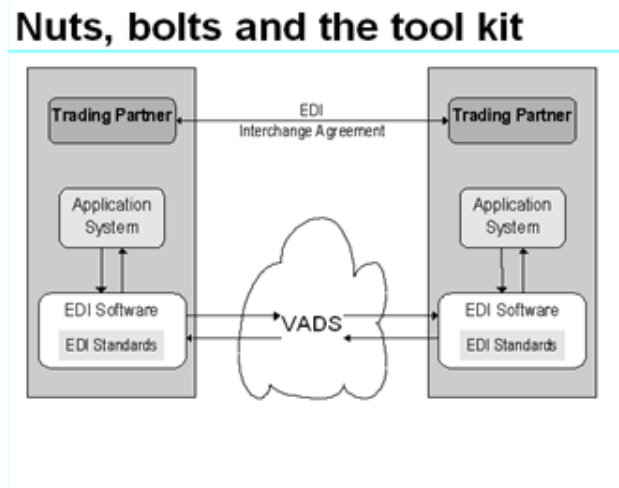 Nuts, bolts and the tool kit
Trading Partner
EDI
Interchange Agreement
Trading Partner
Application
System
Application
System
EDI Software
EDI Standards
VADS
EDI Software
EDI Standards